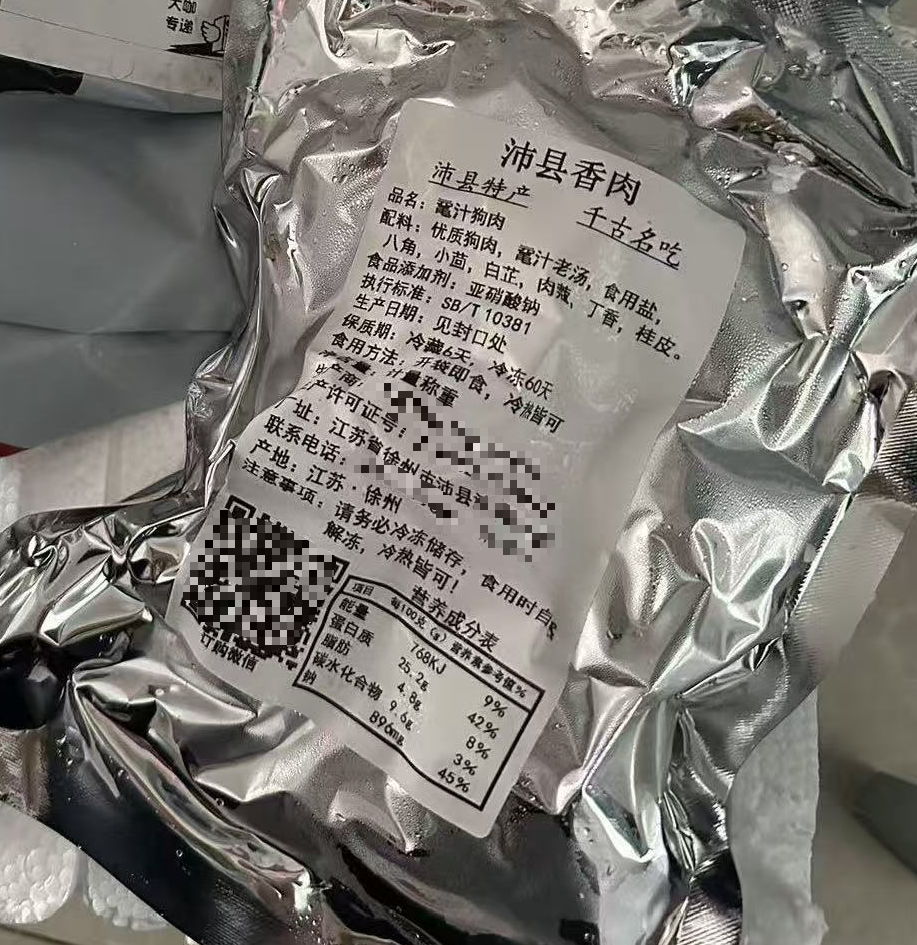 大咖
专递
沛县香肉
沛县特产
千古名吃
品名：鼋汁狗肉
配料：优质狗肉，鼋汁老汤，食用盐，
八角，小茴，白芷，肉蔻，丁香，桂皮。
食品添加剂：亚硝酸钠
执行标准：SB/T 10381
生产日期：见封口处
保质期：冷藏6天，冷冻60天
食用方法：开袋即食，冷热皆可
净含量：计量称重
生产商：
产许可证号：
址：江苏省徐州市沛县
联系电话：
产地：江苏·徐州
注意事项：请务必冷冻储存，食用时自
解冻，冷热皆可！
订购微信
营养成分表
项目 每100克（g） 营养素参考值%
能量 768KJ 9%
蛋白质 25.2g 42%
脂肪 4.8g 8%
碳水化合物 9.6g 3%
钠 896mg 45%